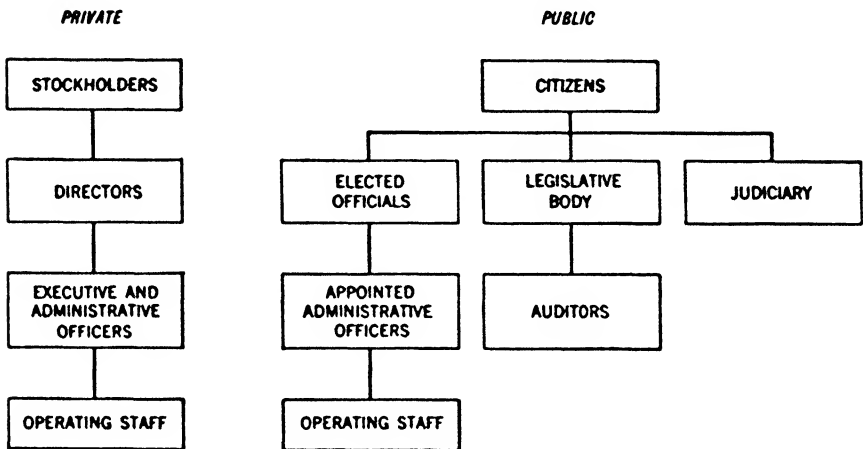 PRIVATE
STOCKHOLDERS
DIRECTORS
EXECUTIVE AND
ADMINISTRATIVE
OFFICERS
OPERATING STAFF
PUBLIC
CITIZENS
ELECTED
OFFICIALS
LEGISLATIVE
BODY
JUDICIARY
APPOINTED
ADMINISTRATIVE
OFFICERS
AUDITORS
OPERATING STAFF